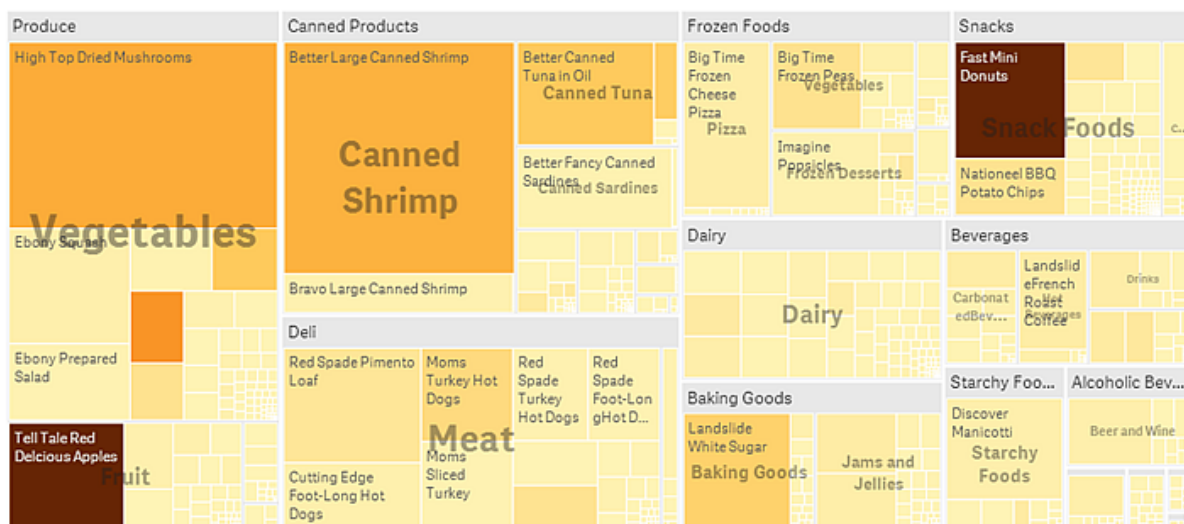 Produce
High Top Dried Mushrooms
Vegetables
Ebony Squash
Ebony Prepared
Salad
Tell Tale Red
Delcious Apples
Fruit
Canned Products
Better Large Canned Shrimp
Canned
Shrimp
Bravo Large Canned Shrimp
Better Canned
Tuna in Oil
Canned Tuna
Better Fancy Canned
Sardines
Canned Sardines
Deli
Red Spade Pimento
Loaf
Cutting Edge
Foot-Long Hot
Dogs
Moms
Turkey Hot
Dogs
Meat
Moms
Sliced
Turkey
Red
Spade
Turkey
Hot Dogs
Red
Spade
Foot-Lon
gHot D...
Frozen Foods
Big Time
Frozen
Cheese
Pizza
Pizza
Big Time
Frozen Peas
Vegetables
Imagine
Popsicles
Frozen Desserts
Dairy
Dairy
Baking Goods
Landslide
White Sugar
Baking Goods
Jams and
Jellies
Snacks
Fast Mini
Donuts
Snack Foods
C...
Nationeel BBQ
Potato Chips
Beverages
Carbonat
edBev...
Landslid
eFrench
Roast
Coffee
Hot
Beverages
Drinks
Starchy Foo...
Discover
Manicotti
Starchy
Foods
Alcoholic Bev...
Beer and Wine